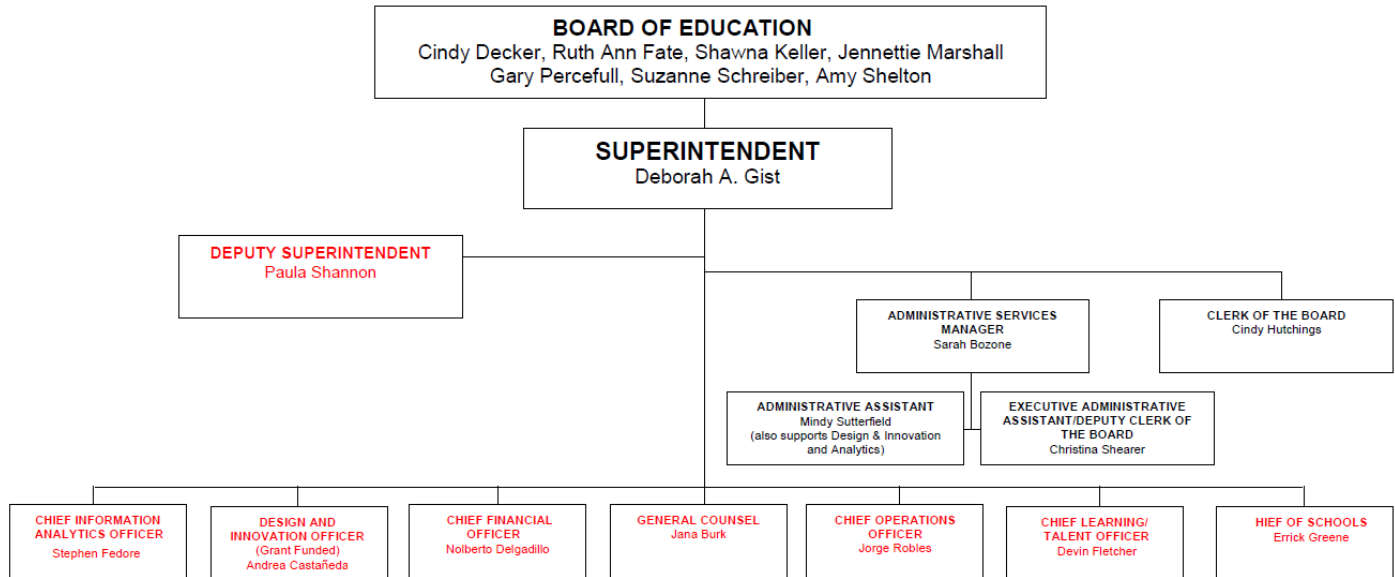 BOARD OF EDUCATION
Cindy Decker, Ruth Ann Fate, Shawna Keller, Jennettie Marshall
Gary Percefull, Suzanne Schreiber, Amy Shelton
SUPERINTENDENT
Deborah A. Gist
DEPUTY SUPERINTENDENT
Paula Shannon
ADMINISTRATIVE SERVICES
MANAGER
Sarah Bozone
CLERK OF THE BOARD
Cindy Hutchings
ADMINISTRATIVE ASSISTANT
Mindy Sutterfield
(also supports Design & Innovation
and Analytics)
EXECUTIVE ADMINISTRATIVE
ASSISTANT/DEPUTY CLERK OF
THE BOARD
Christina Shearer
CHIEF INFORMATION
ANALYTICS OFFICER
Stephen Fedore
DESIGN AND
INNOVATION OFFICER
(Grant Funded)
Andrea Castañeda
CHIEF FINANCIAL
OFFICER
Nolberto Delgadillo
GENERAL COUNSEL
Jana Burk
CHIEF OPERATIONS
OFFICER
Jorge Robles
CHIEF LEARNING/
TALENT OFFICER
Devin Fletcher
HIEF OF SCHOOLS
Errick Greene